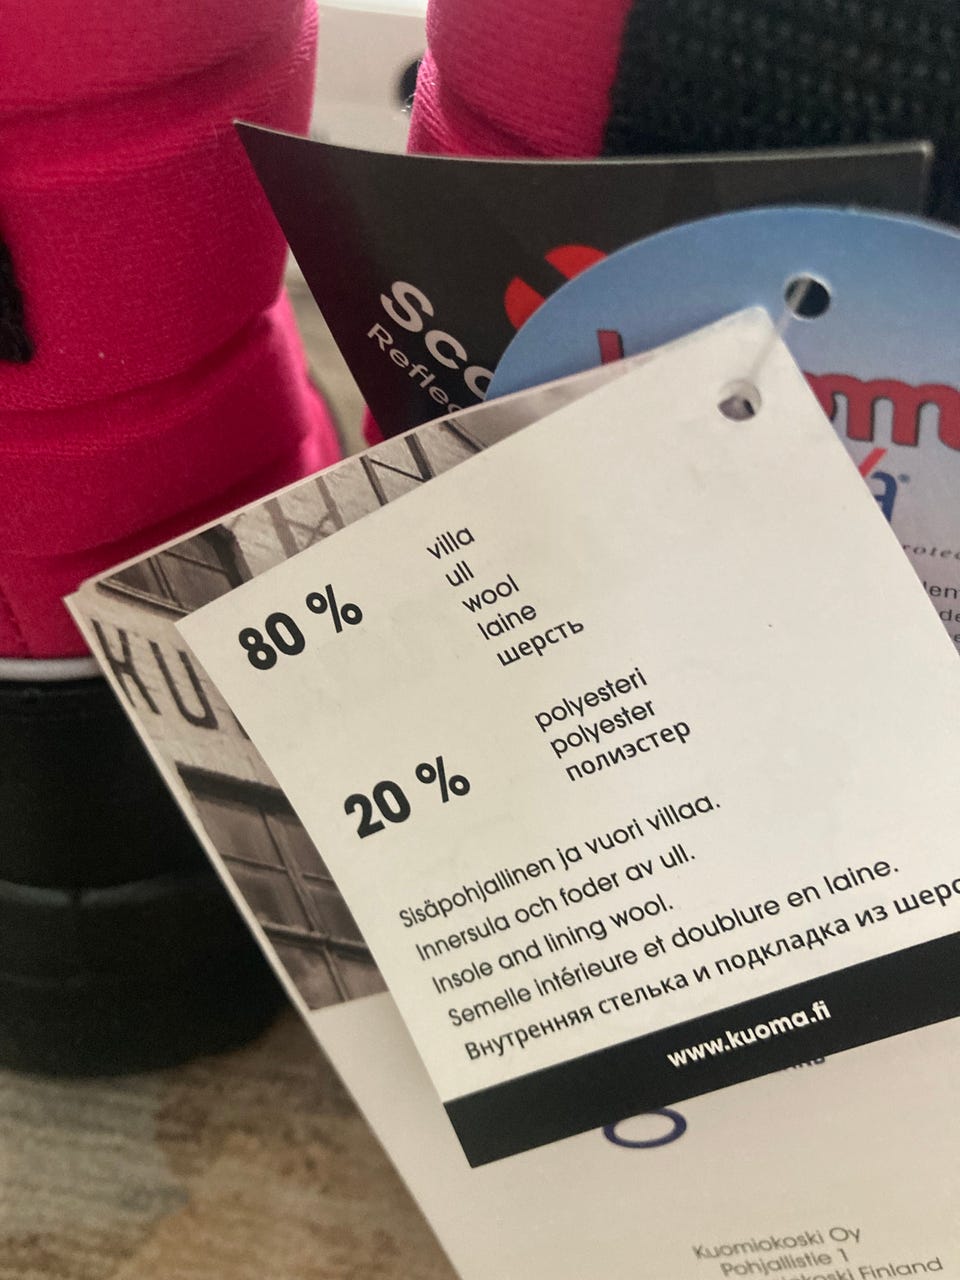 80 %
villa
ull
wool
laine
шерсть
20 %
polyesteri
polyester
полиэстер
Sisäpohjallinen ja vuori villaa.
Innersula och foder av ull.
Insole and lining wool.
Semelle intérieure et doublure en laine.
Внутренняя стелька и подкладка из
www.kuoma.fi
KU
Kuomiokoski Oy
Pohjallistie 1
Finland